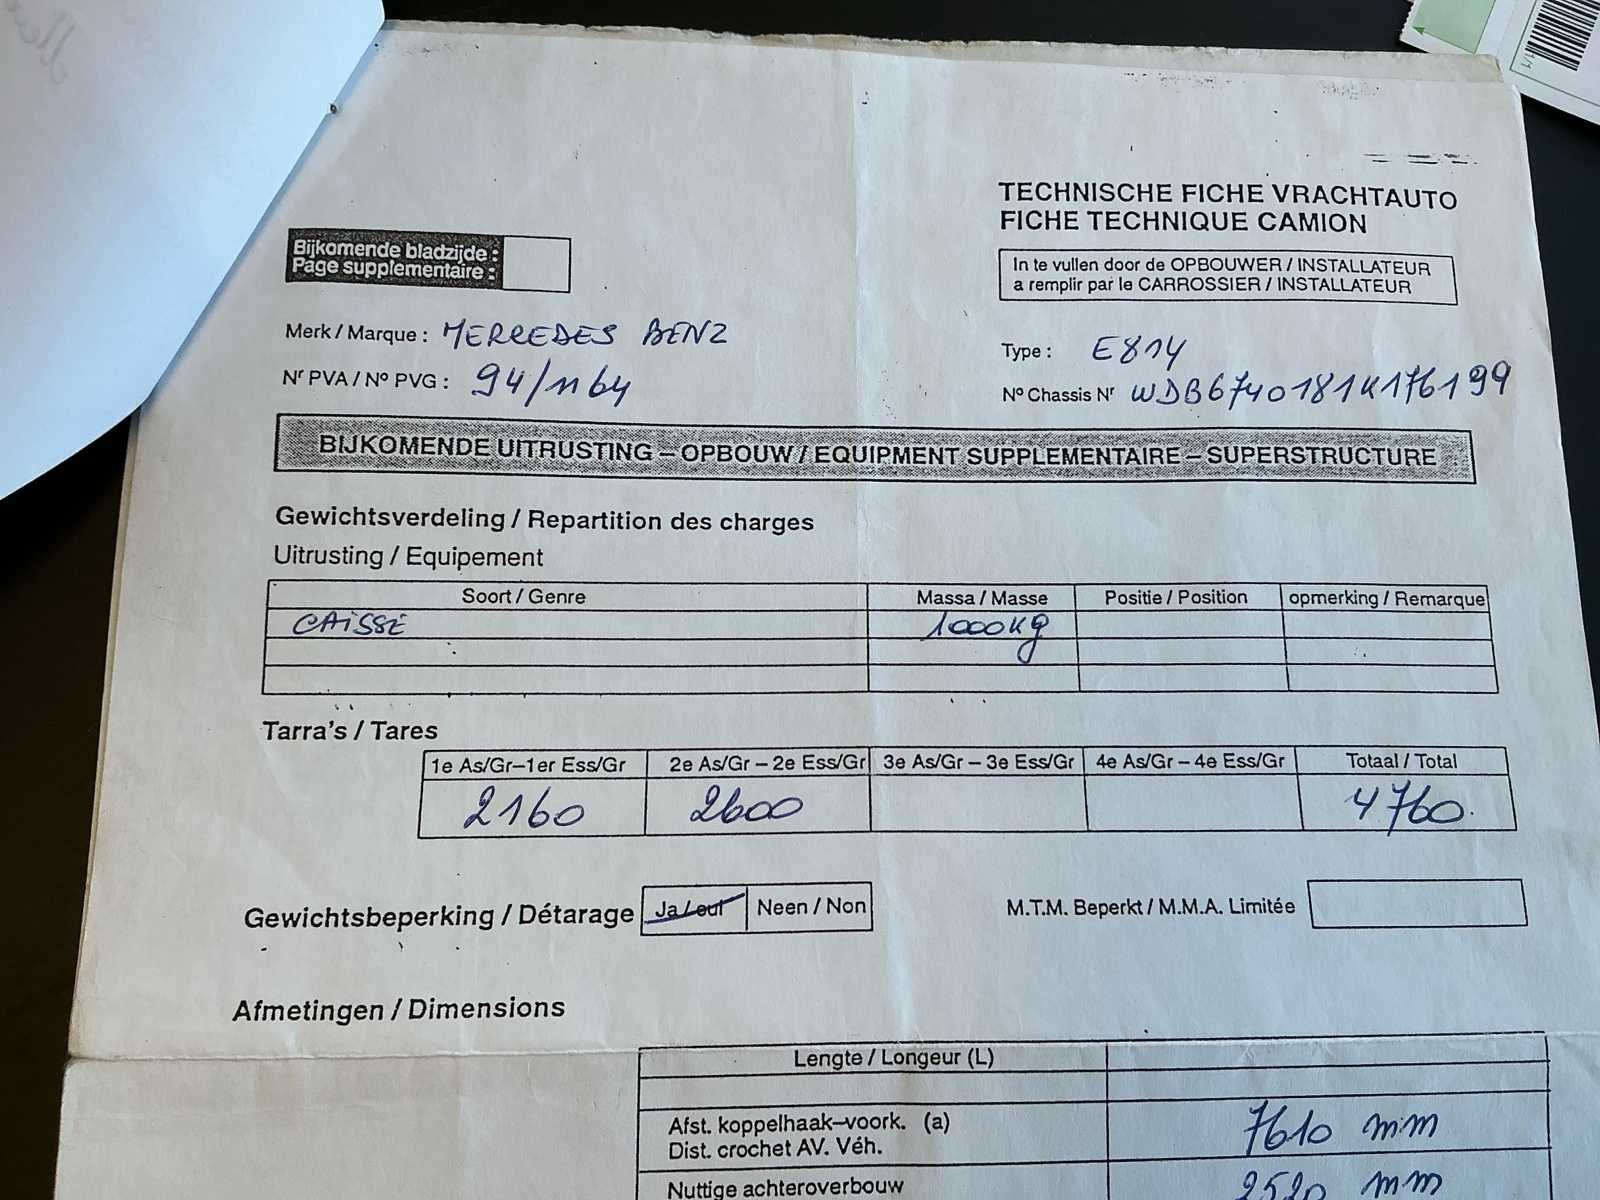 TECHNISCHE FICHE VRACHTAUTO
FICHE TECHNIQUE CAMION
Bijkomende bladzijde :
Page supplementaire :
In te vullen door de OPBOUWER / INSTALLATEUR
a remplir par le CARROSSIER / INSTALLATEUR
Merk / Marque : MERCEDES BENZ
Type : E814
Nr PVA / No PVG : 94/1164
No Chassis Nr WDB6740181K176199
BIJKOMENDE UITRUSTING – OPBOUW / EQUIPMENT SUPPLEMENTAIRE – SUPERSTRUCTURE
Gewichtsverdeling / Repartition des charges
Uitrusting / Equipement
Soort / Genre Massa / Masse Positie / Position opmerking / Remarque
CAISSE 1000Kg
Tarra's / Tares
1e As/Gr–1er Ess/Gr 2e As/Gr – 2e Ess/Gr 3e As/Gr – 3e Ess/Gr 4e As/Gr – 4e Ess/Gr Totaal / Total
2160 2600 4760.
Gewichtsbeperking / Détarage Ja / oui Neen / Non M.T.M. Beperkt / M.M.A. Limitée
Afmetingen / Dimensions
Lengte / Longeur (L)
Afst. koppelhaak–voork. (a) 7610 mm
Dist. crochet AV. Véh.
Nuttige achteroverbouw 2520 mm